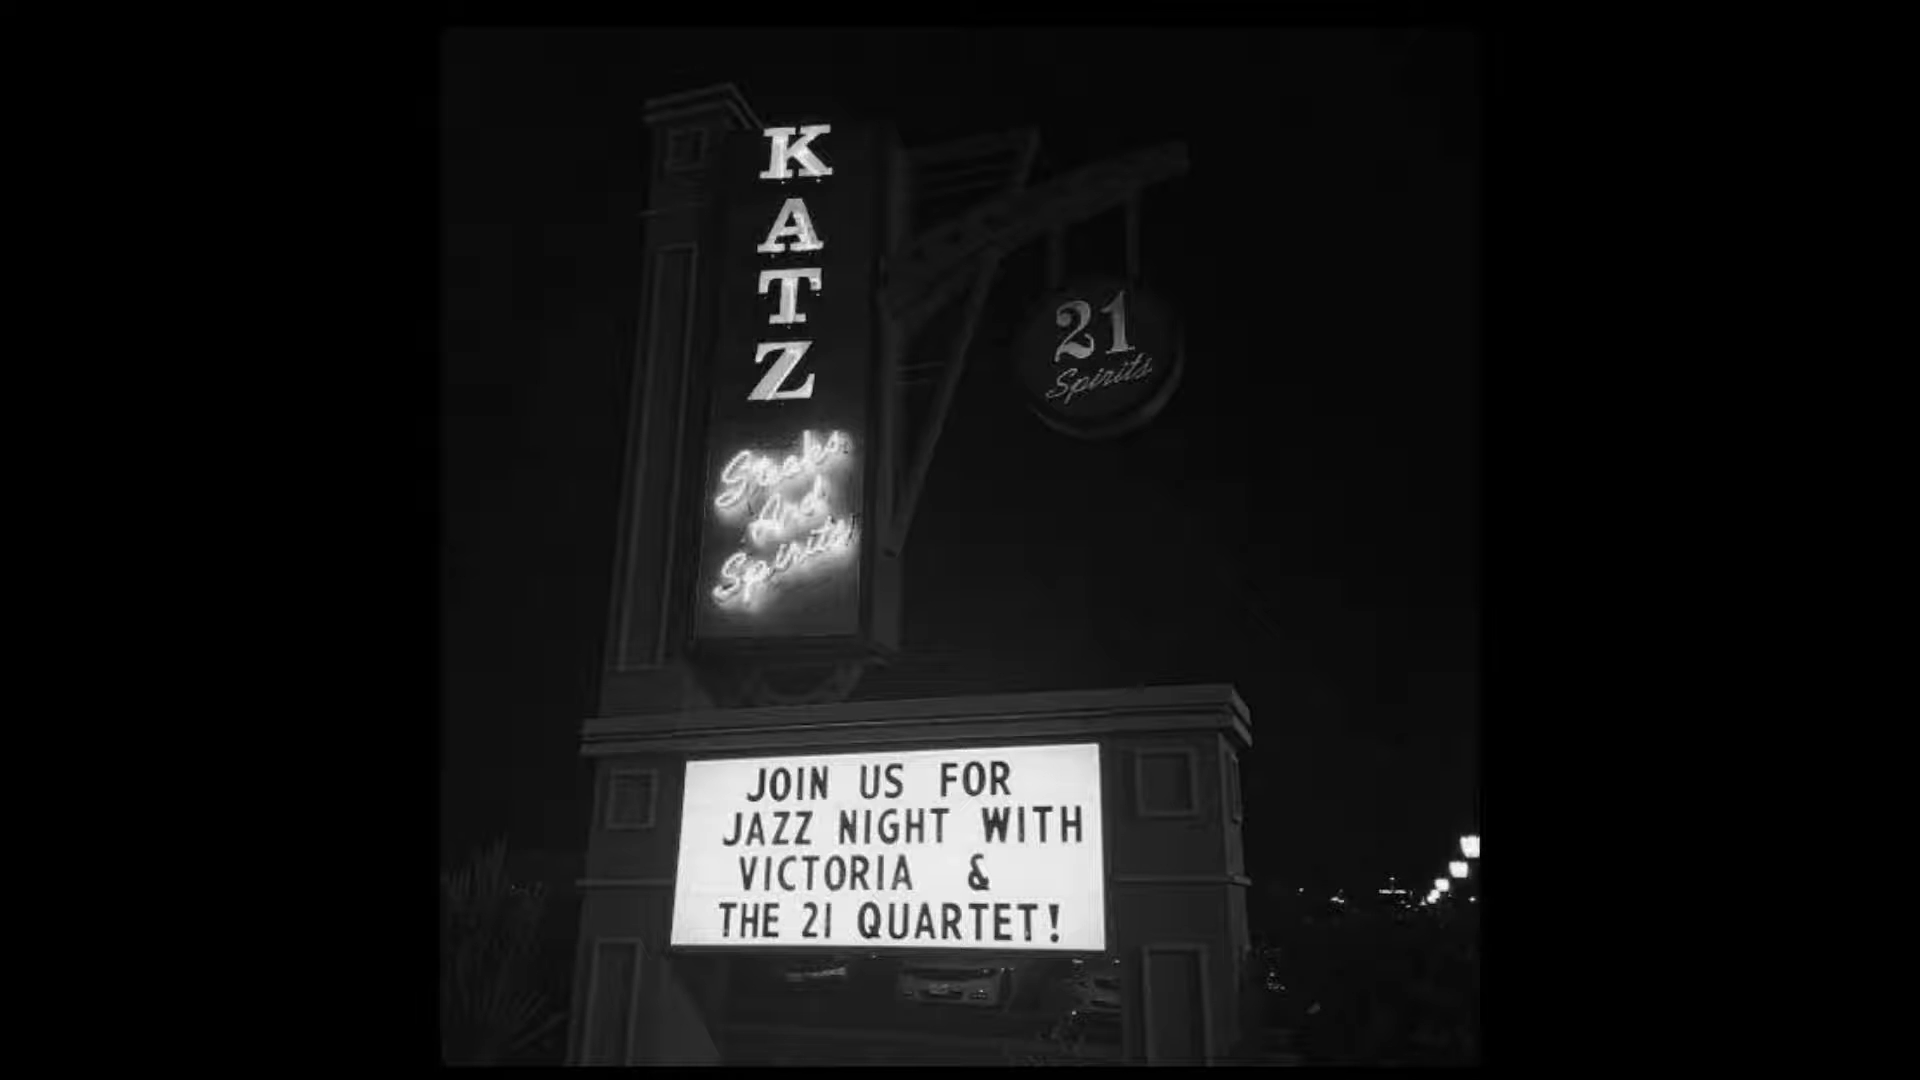 KATZ
Steaks
And
Spirits
21
Spirits
JOIN US FOR
JAZZ NIGHT WITH
VICTORIA &
THE 21 QUARTET!